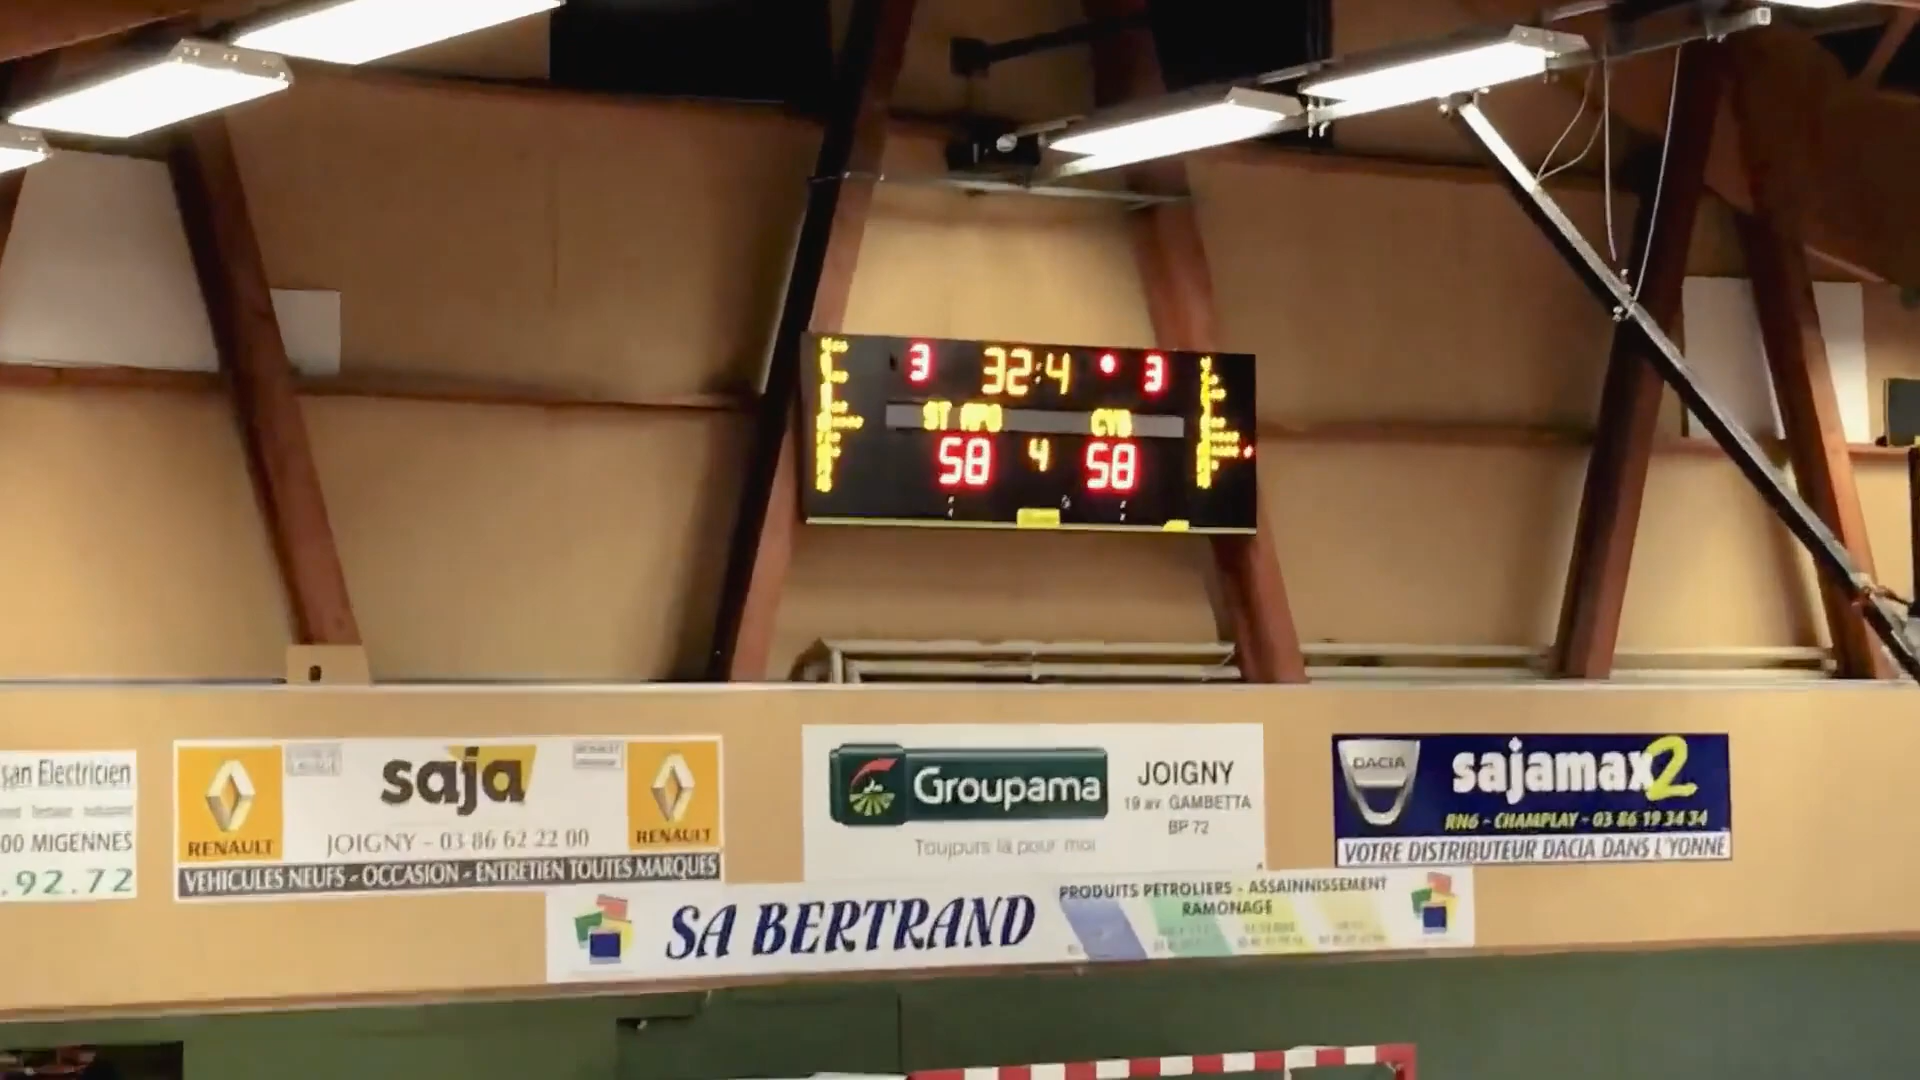 3 32:4 3
ST APO CYB
58 4 58
san Electricien
00 MIGENNES
.92.72
saja
RENAULT
RENAULT
JOIGNY - 03 86 62 22 00
VEHICULES NEUFS - OCCASION - ENTRETIEN TOUTES MARQUES
Groupama
Toujours là pour moi
JOIGNY
19 av. GAMBETTA
BP 72
DACIA
sajamax2
RN6 - CHAMPLAY - 03 86 19 34 34
VOTRE DISTRIBUTEUR DACIA DANS L'YONNE
SA BERTRAND
PRODUITS PETROLIERS - ASSAINNISSEMENT
RAMONAGE